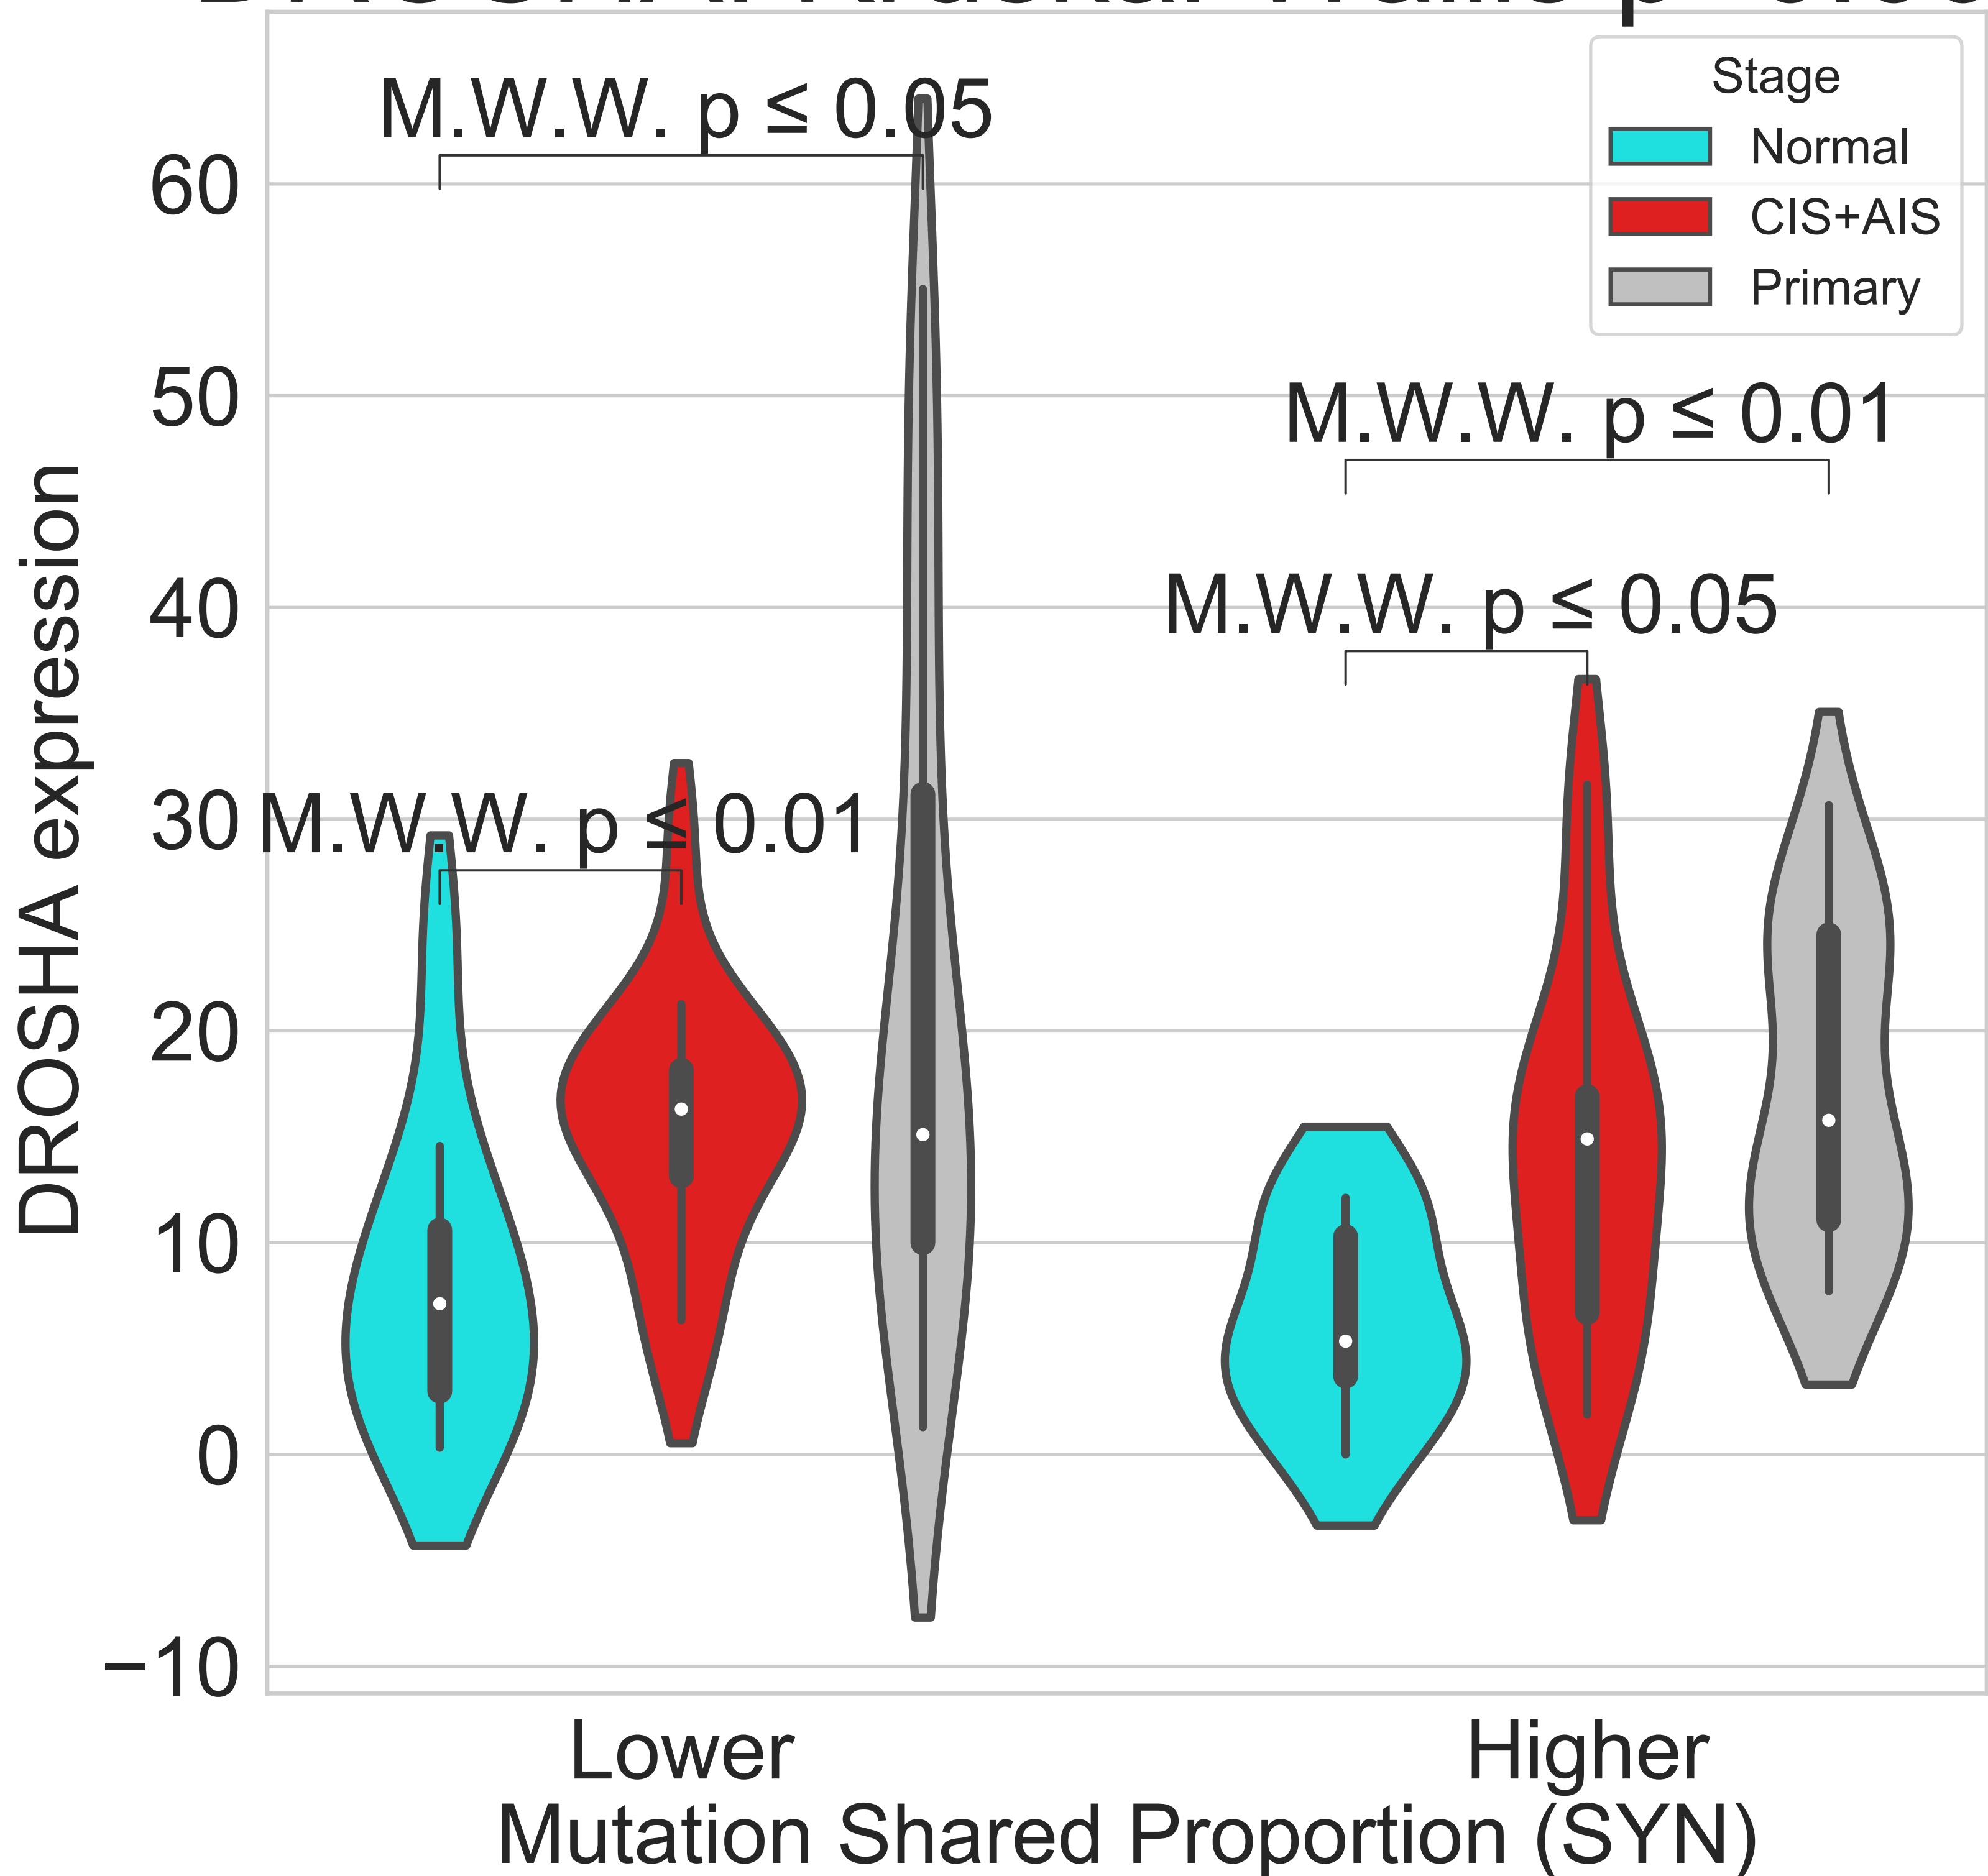 Stage
Normal
CIS+AIS
Primary
M.W.W. p ≤ 0.05
M.W.W. p ≤ 0.01
M.W.W. p ≤ 0.05
M.W.W. p ≤ 0.01
60
50
40
30
20
10
0
−10
DROSHA expression
Lower
Higher
Mutation Shared Proportion (SYN)